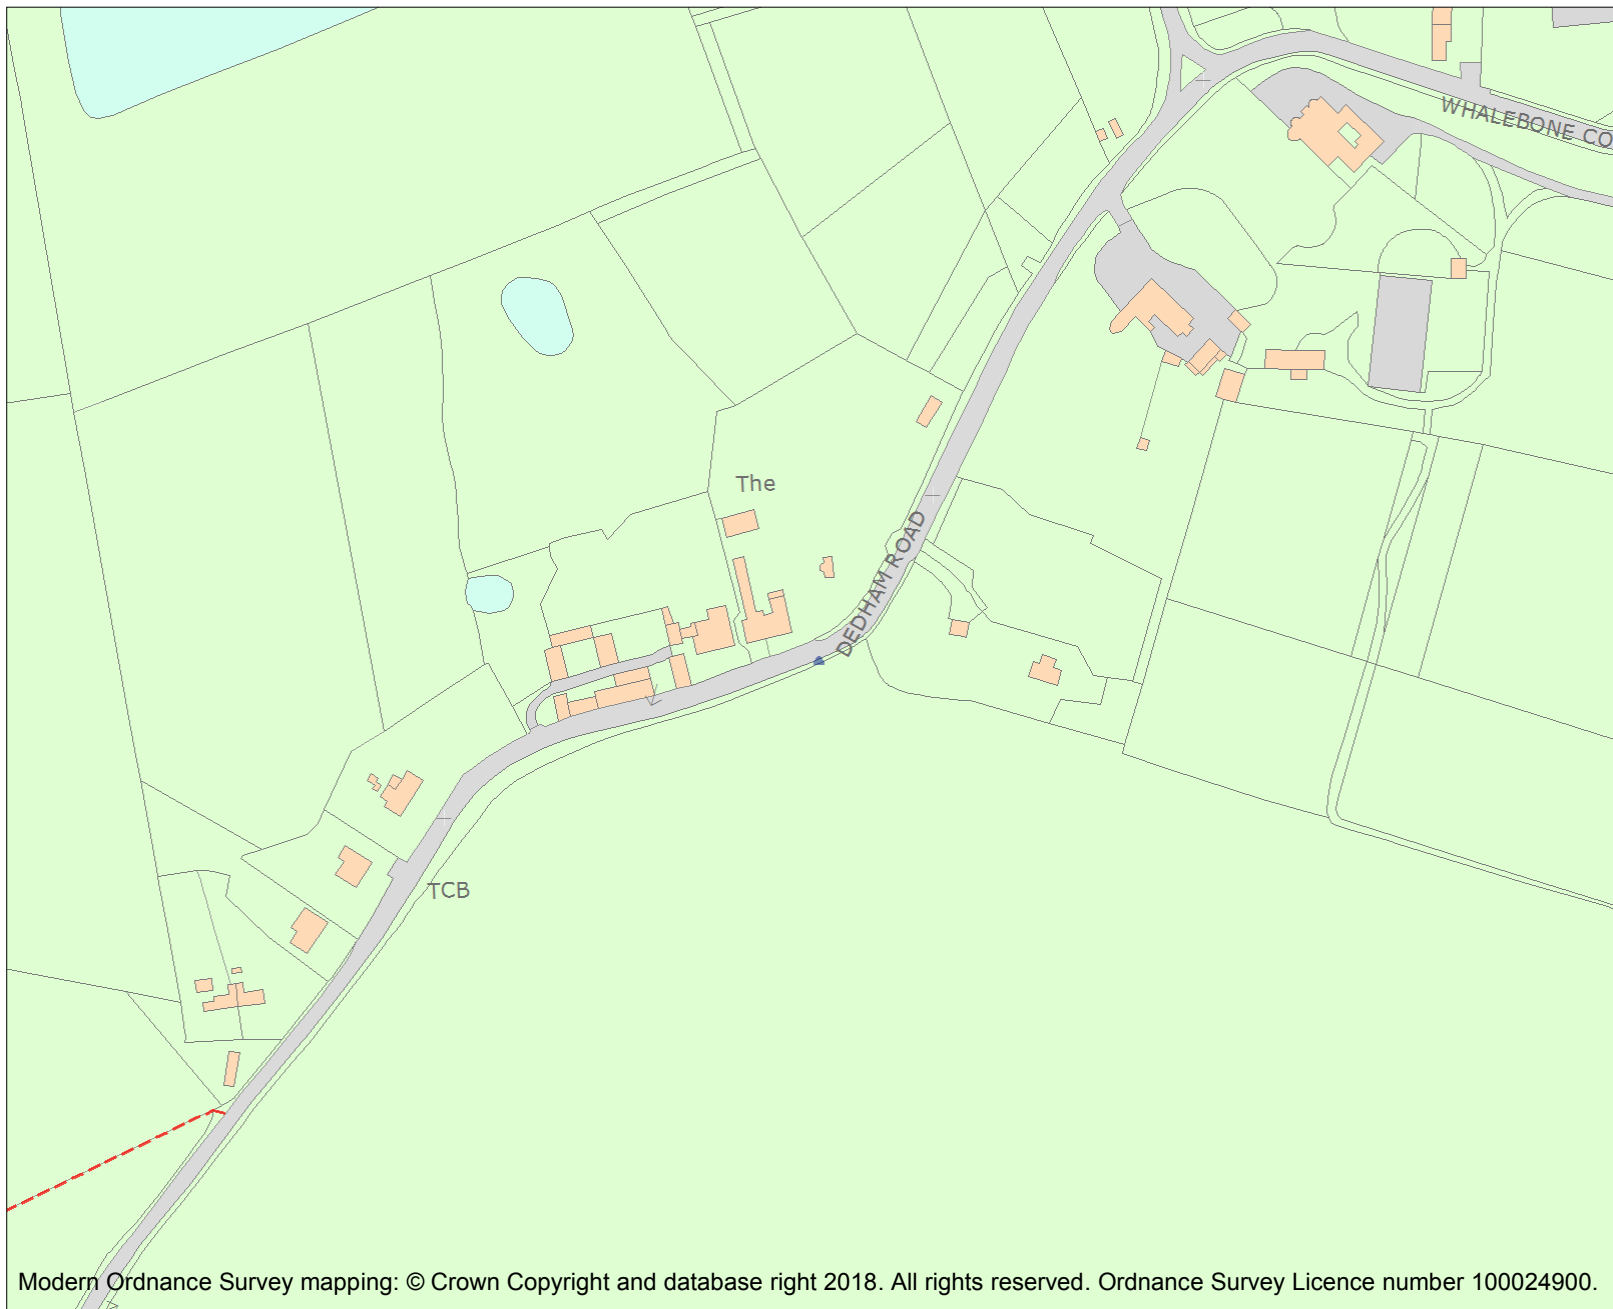 WHALEBONE CO
The
DEDHAM ROAD
TCB
Modern Ordnance Survey mapping: © Crown Copyright and database right 2018. All rights reserved. Ordnance Survey Licence number 100024900.